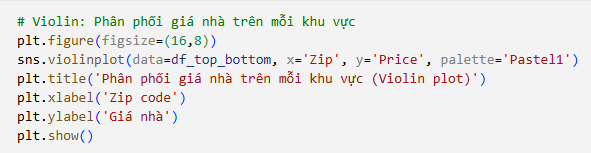 # Violin: Phân phối giá nhà trên mỗi khu vực
plt.figure(figsize=(16,8))
sns.violinplot(data=df_top_bottom, x='Zip', y='Price', palette='Pastel1')
plt.title('Phân phối giá nhà trên mỗi khu vực (Violin plot)')
plt.xlabel('Zip code')
plt.ylabel('Giá nhà')
plt.show()